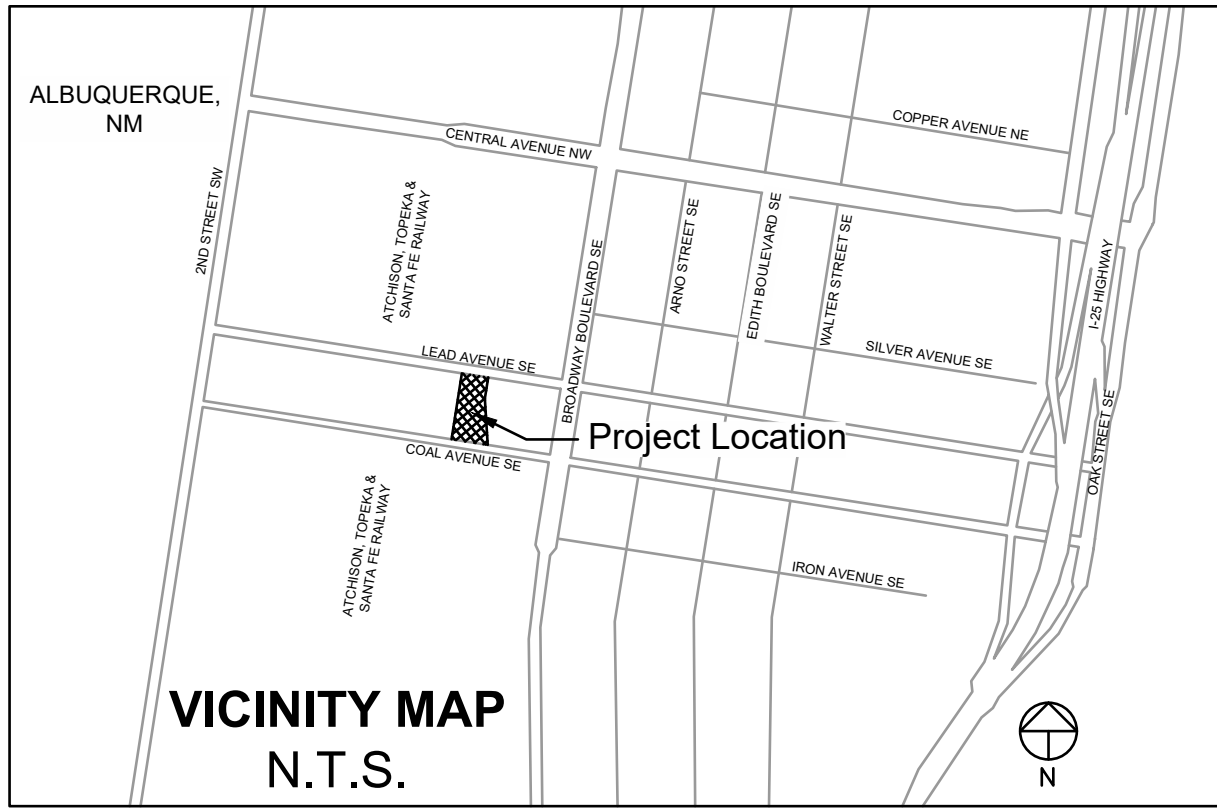 ALBUQUERQUE,
NM
COPPER AVENUE NE
CENTRAL AVENUE NW
2ND STREET SW
ATCHISON, TOPEKA &
SANTA FE RAILWAY
ARNO STREET SE
EDITH BOULEVARD SE
WALTER STREET SE
I-25 HIGHWAY
BROADWAY BOULEVARD SE
SILVER AVENUE SE
LEAD AVENUE SE
Project Location
COAL AVENUE SE
OAK STREET SE
ATCHISON, TOPEKA &
SANTA FE RAILWAY
IRON AVENUE SE
VICINITY MAP
N.T.S.
N